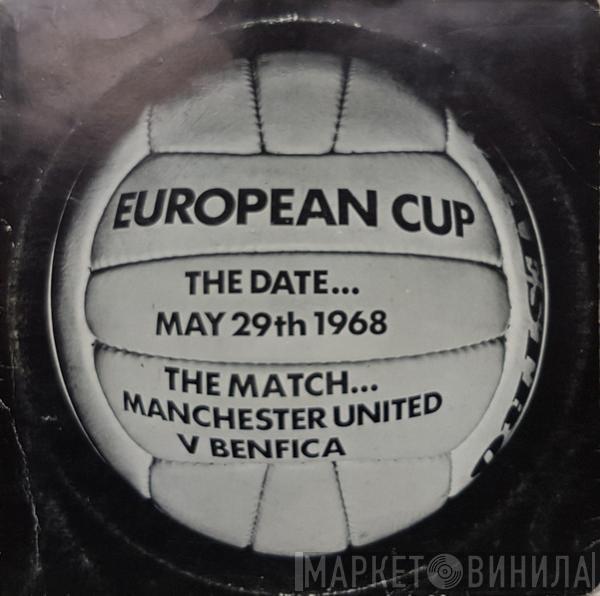 EUROPEAN CUP
THE DATE...
MAY 29th 1968
THE MATCH...
MANCHESTER UNITED
V BENFICA
МАРКЕТ ВИНИЛА